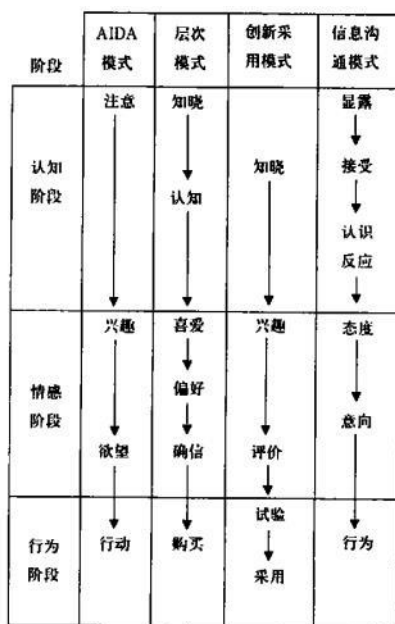 阶段
AIDA
模式
层次
模式
创新采
用模式
信息沟
通模式
认知
阶段
注意
知晓
认知
知晓
显露
接受
认识
反应
情感
阶段
兴趣
欲望
喜爱
偏好
确信
兴趣
评价
态度
意向
行为
阶段
行动
购买
试验
采用
行为